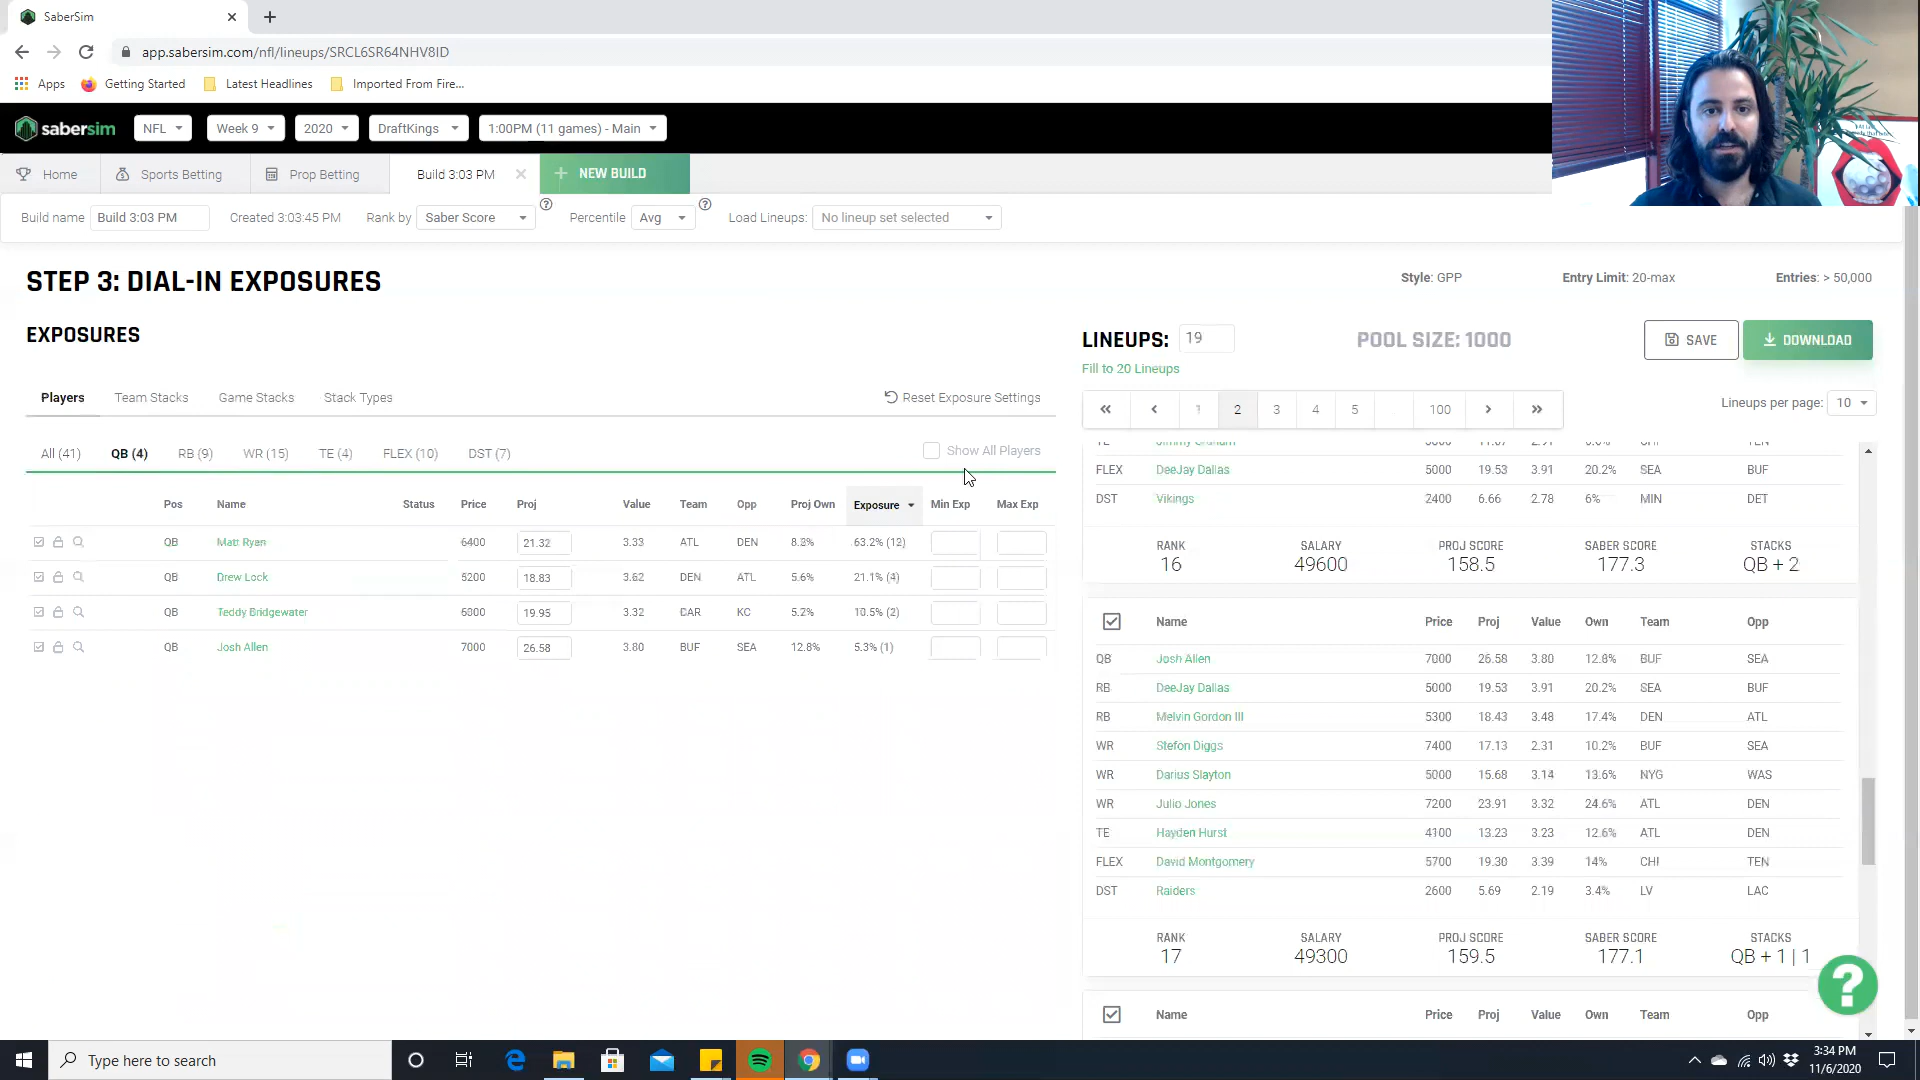 SaberSim
app.sabersim.com/nfl/lineups/SRCL6SR64NHV8ID
Apps Getting Started Latest Headlines Imported From Fire...
sabersim NFL Week 9 2020 DraftKings 1:00PM (11 games) - Main
Home Sports Betting Prop Betting Build 3:03 PM NEW BUILD
Build name Build 3:03 PM Created 3:03:45 PM Rank by Saber Score Percentile Avg Load Lineups: No lineup set selected
STEP 3: DIAL-IN EXPOSURES
Style: GPP Entry Limit: 20-max Entries: > 50,000
EXPOSURES
LINEUPS: 19 POOL SIZE: 1000 SAVE DOWNLOAD
Fill to 20 Lineups
Players Team Stacks Game Stacks Stack Types Reset Exposure Settings
1 2 3 4 5 100 Lineups per page: 10
All (41) QB (4) RB (9) WR (15) TE (4) FLEX (10) DST (7) Show All Players
Pos Name Status Price Proj Value Team Opp Proj Own Exposure Min Exp Max Exp
QB Matt Ryan 6400 21.32 3.33 ATL DEN 8.3% 63.2% (12)
QB Drew Lock 5200 18.83 3.62 DEN ATL 5.6% 21.1% (4)
QB Teddy Bridgewater 6000 19.95 3.32 CAR KC 5.2% 10.5% (2)
QB Josh Allen 7000 26.58 3.80 BUF SEA 12.8% 5.3% (1)
FLEX DeeJay Dallas 5000 19.53 3.91 20.2% SEA BUF
DST Vikings 2400 6.66 2.78 6% MIN DET
RANK SALARY PROJ SCORE SABER SCORE STACKS
16 49600 158.5 177.3 QB + 2
Name Price Proj Value Own Team Opp
QB Josh Allen 7000 26.58 3.80 12.8% BUF SEA
RB DeeJay Dallas 5000 19.53 3.91 20.2% SEA BUF
RB Melvin Gordon III 5300 18.43 3.48 17.4% DEN ATL
WR Stefon Diggs 7400 17.13 2.31 10.2% BUF SEA
WR Darius Slayton 5000 15.68 3.14 13.6% NYG WAS
WR Julio Jones 7200 23.91 3.32 24.6% ATL DEN
TE Hayden Hurst 4100 13.23 3.23 12.6% ATL DEN
FLEX David Montgomery 5700 19.30 3.39 14% CHI TEN
DST Raiders 2600 5.69 2.19 3.4% LV LAC
RANK SALARY PROJ SCORE SABER SCORE STACKS
17 49300 159.5 177.1 QB + 1 | 1
Name Price Proj Value Own Team Opp
Type here to search
3:34 PM
11/6/2020